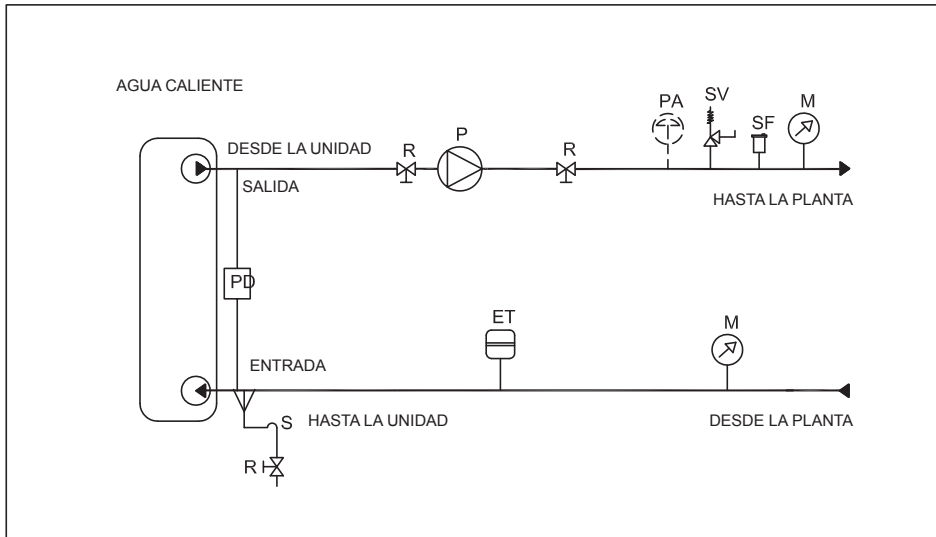 AGUA CALIENTE
PA
SV
SF
M
DESDE LA UNIDAD
R
P
R
SALIDA
HASTA LA PLANTA
PD
ET
M
ENTRADA
S
HASTA LA UNIDAD
DESDE LA PLANTA
R